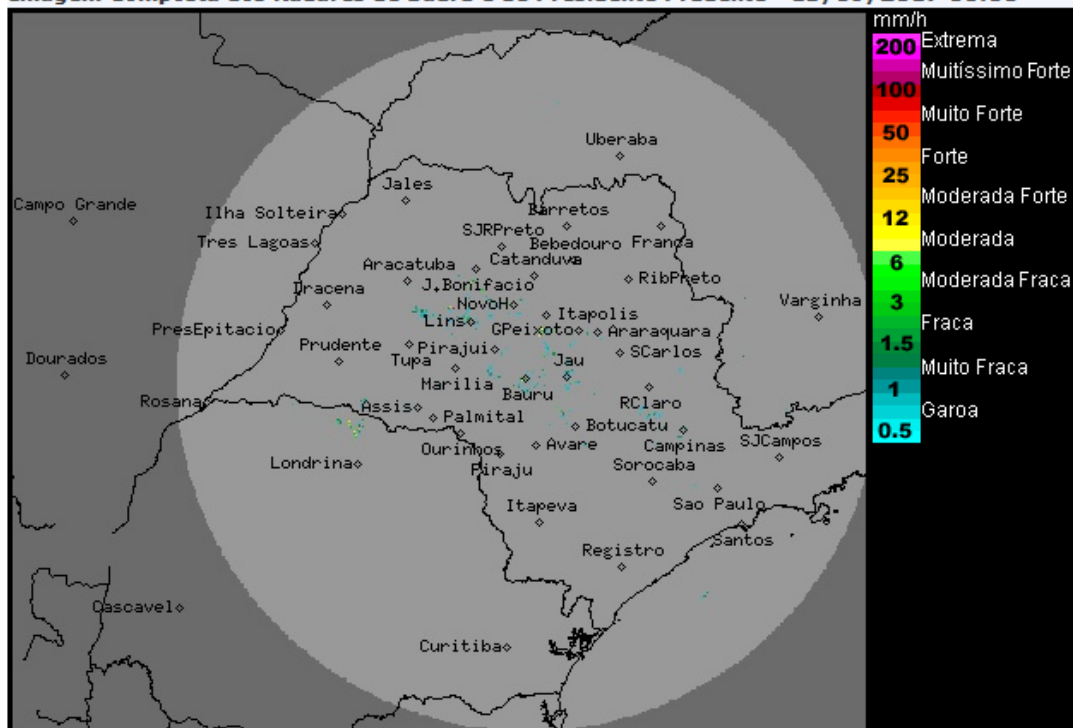 mm/h
200 Extrema
Muitíssimo Forte
100
Muito Forte
50
Forte
25
Moderada Forte
12
Moderada
6
Moderada Fraca
3
Fraca
1.5
Muito Fraca
1
Garoa
0.5
Uberaba
Jales
Campo Grande
Ilha Solteira
Barretos
SJRPreto
Tres Lagoas
Bebedouro
Franca
Catanduva
Aracatuba
RibPreto
J.Bonifacio
Dracena
NovoH
Varginha
Itapolis
Lins
PresEpitacio
GPeixoto
Araraquara
Prudente
Pirajui
SCarlos
Dourados
Tupa
Jau
Marilia
Bauru
Rosana
Assis
RClaro
Palmital
Botucatu
SJCampos
Ourinhos
Avare
Campinas
Londrina
Piraju
Sorocaba
Itapeva
Sao Paulo
Santos
Registro
Cascavel
Curitiba